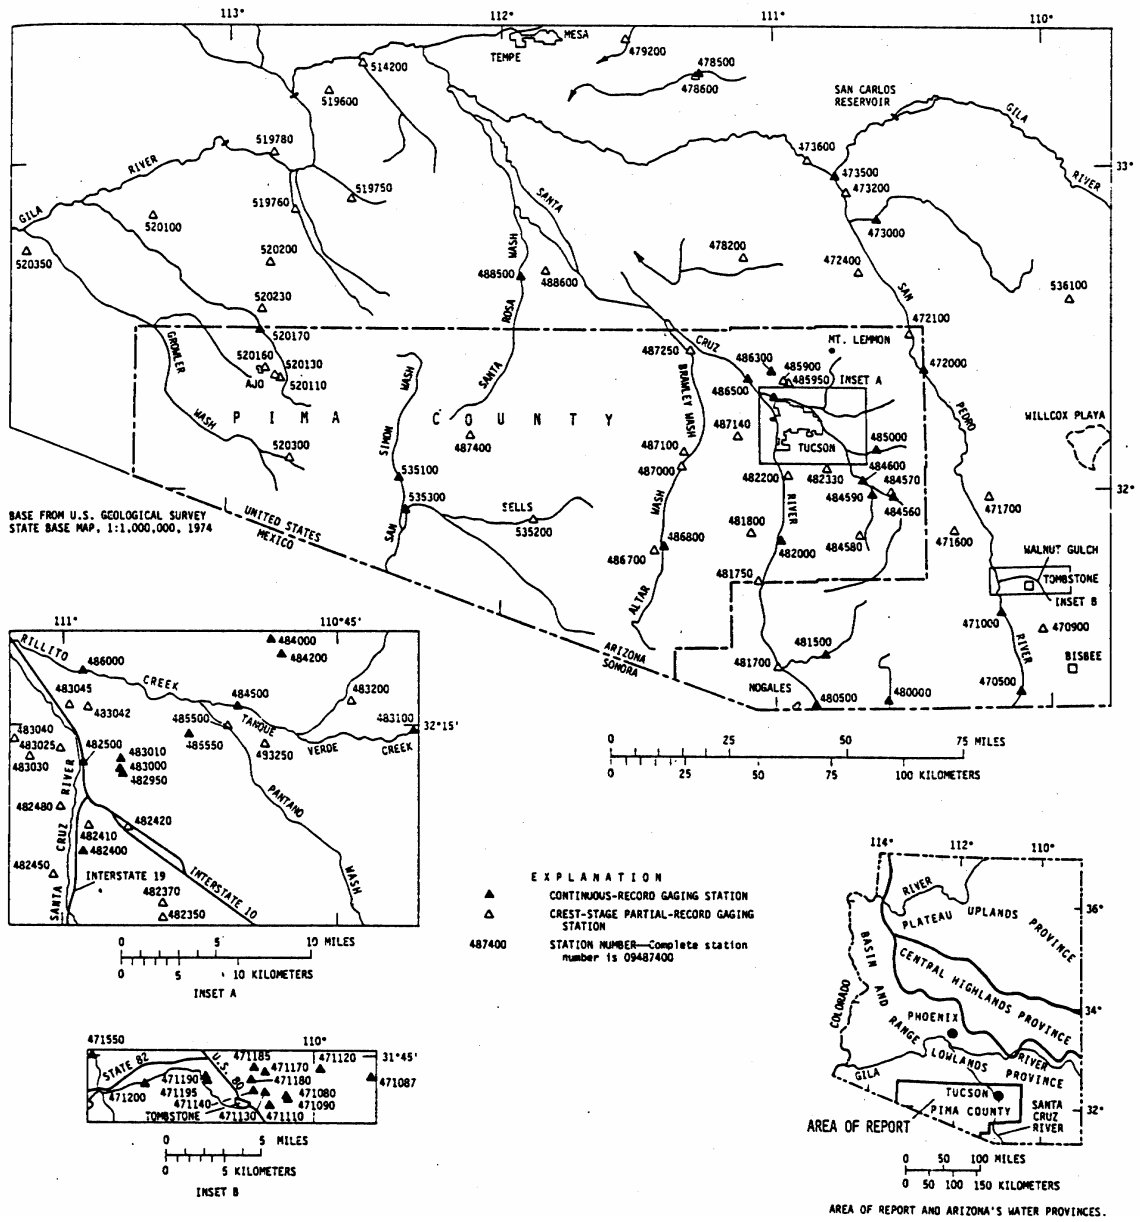 113°
112°
111°
110°
MESA
TEMPE
479200
478500
478600
514200
519600
SAN CARLOS
RESERVOIR
GILA
RIVER
519780
473600
33°
473500
473200
RIVER
519750
519760
SANTA
GILA
520100
473000
520350
520200
WASH
478200
472400
488500
488600
SAN
536100
520230
ROSA
472100
520170
CRUZ
MT. LEMMON
GROWLER
520160
520130
AJO
520110
WASH
SANTA
487250
486300
485900
485950
INSET A
472000
486500
BRAWLEY WASH
PEDRO
WILLCOX PLAYA
PIMA COUNTY
WASH
SIMON
487400
487140
TUCSON
485000
520300
487100
487000
484600
535100
482200
482330
484570
32°
484590
484560
535300
BASE FROM U.S. GEOLOGICAL SURVEY
STATE BASE MAP, 1:1,000,000, 1974
UNITED STATES
MEXICO
SAN
SELLS
535200
WASH
RIVER
471700
481800
486800
486700
482000
484580
471600
WALNUT GULCH
481750
TOMBSTONE
INSET B
ALTAR
471000
470900
ARIZONA
SONORA
481500
481700
RIVER
BISBEE
NOGALES
480500
480000
470500
0 25 50 75 MILES
0 25 50 75 100 KILOMETERS
111°
110°45'
RILLITO
484000
484200
486000
CREEK
483045
483042
484500
483200
485500
TANQUE
483100
32°15'
483040
483025
482500
483010
483000
482950
485550
493250
VERDE
CREEK
483030
RIVER
PANTANO
482480
CRUZ
482410
482420
482400
482450
INTERSTATE 19
INTERSTATE 10
WASH
SANTA
482370
482350
0 5 10 MILES
0 5 10 KILOMETERS
INSET A
EXPLANATION
CONTINUOUS-RECORD GAGING STATION
CREST-STAGE PARTIAL-RECORD GAGING
STATION
487400 STATION NUMBER—Complete station
number is 09487400
471550
110°
STATE 82
U.S. 80
471185
471170
471120
31°45'
471190
471180
471087
471200
471195
471140
471080
471090
TOMBSTONE
471130
471110
0 5 MILES
0 5 KILOMETERS
INSET B
114°
112°
110°
RIVER
36°
PLATEAU UPLANDS PROVINCE
BASIN AND RANGE LOWLANDS PROVINCE
CENTRAL HIGHLANDS PROVINCE
COLORADO
34°
PHOENIX
GILA
RIVER
TUCSON
PIMA COUNTY
SANTA
CRUZ
RIVER
32°
AREA OF REPORT
0 50 100 MILES
0 50 100 150 KILOMETERS
AREA OF REPORT AND ARIZONA'S WATER PROVINCES.